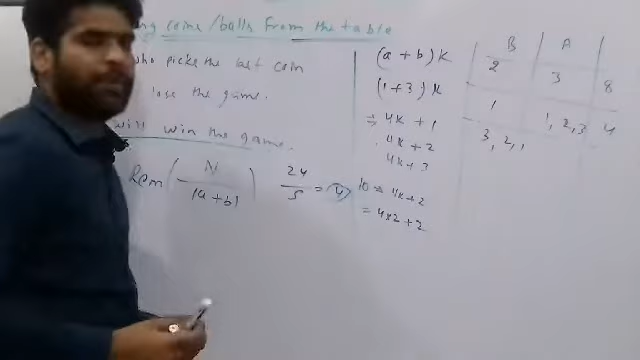 ng coins/balls from the table
who picks the last coin
lose the game.
will win the game.
Rem ( N / (a+b) ) 24/5 = 4
(a+b)k
(1+3)k
⇒ 4k+1
4k+2
4k+3
10 ⇒ 4k+2
= 4×2+2
B A
2 3 8
1 1, 2, 3 4
3, 2, 1